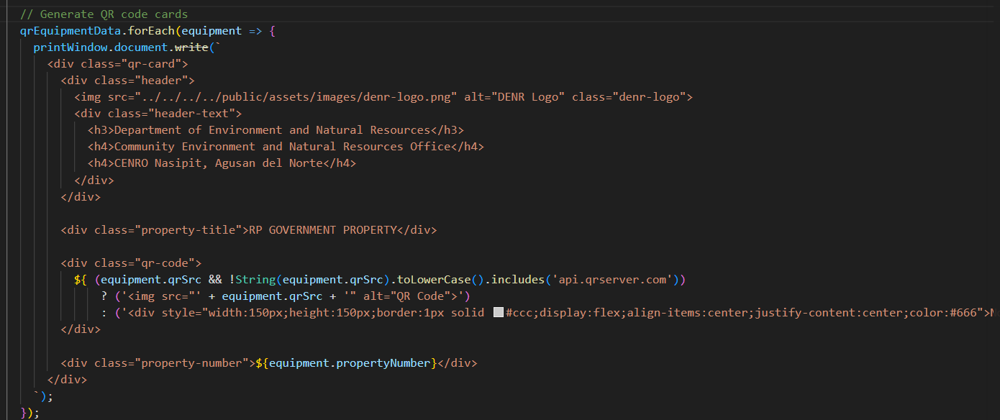 // Generate QR code cards
qrEquipmentData.forEach(equipment => {
printWindow.document.write(`
<div class="qr-card">
<div class="header">
<img src="../../../../public/assets/images/denr-logo.png" alt="DENR Logo" class="denr-logo">
<div class="header-text">
<h3>Department of Environment and Natural Resources</h3>
<h4>Community Environment and Natural Resources Office</h4>
<h4>CENRO Nasipit, Agusan del Norte</h4>
</div>
</div>
<div class="property-title">RP GOVERNMENT PROPERTY</div>
<div class="qr-code">
${ (equipment.qrSrc && !String(equipment.qrSrc).toLowerCase().includes('api.qrserver.com'))
? ('<img src="' + equipment.qrSrc + '" alt="QR Code">')
: ('<div style="width:150px;height:150px;border:1px solid #ccc;display:flex;align-items:center;justify-content:center;color:#666">
</div>
<div class="property-number">${equipment.propertyNumber}</div>
</div>
`);
});